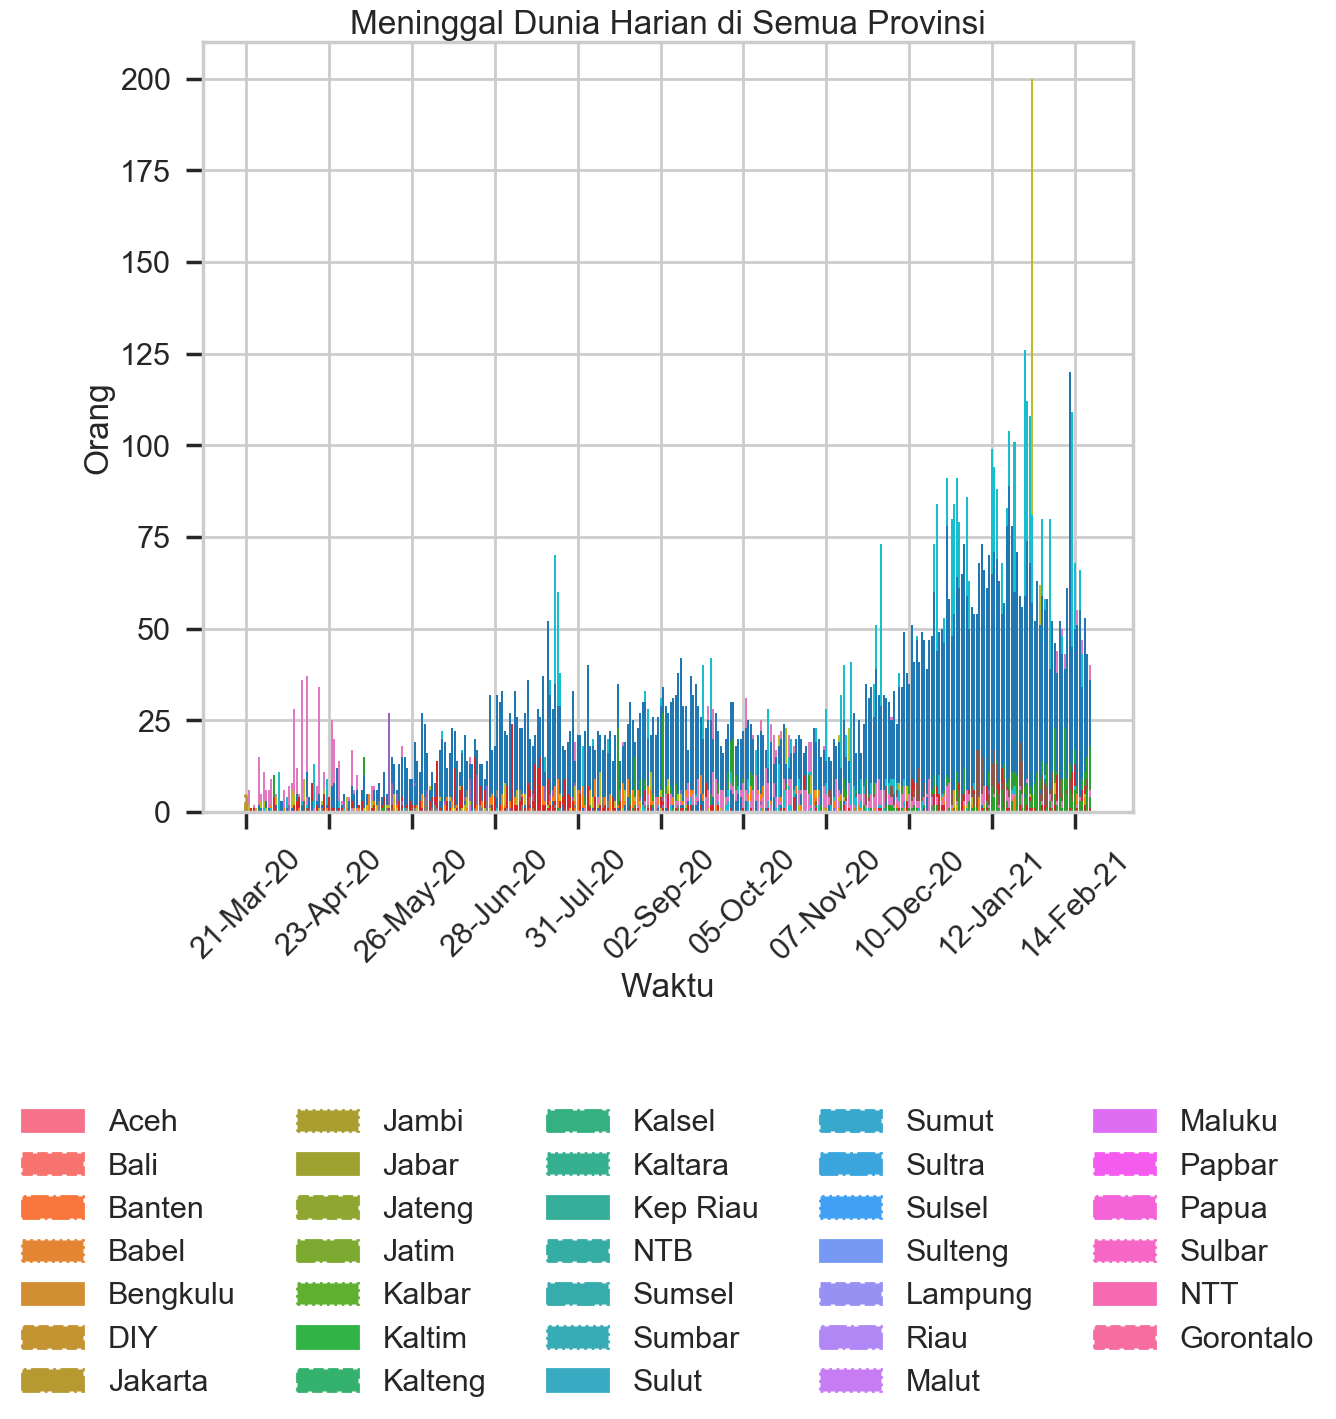 Meninggal Dunia Harian di Semua Provinsi
200
175
150
125
100
75
50
25
0
Orang
21-Mar-20
23-Apr-20
26-May-20
28-Jun-20
31-Jul-20
02-Sep-20
05-Oct-20
07-Nov-20
10-Dec-20
12-Jan-21
14-Feb-21
Waktu
Aceh
Bali
Banten
Babel
Bengkulu
DIY
Jakarta
Jambi
Jabar
Jateng
Jatim
Kalbar
Kaltim
Kalteng
Kalsel
Kaltara
Kep Riau
NTB
Sumsel
Sumbar
Sulut
Sumut
Sultra
Sulsel
Sulteng
Lampung
Riau
Malut
Maluku
Papbar
Papua
Sulbar
NTT
Gorontalo